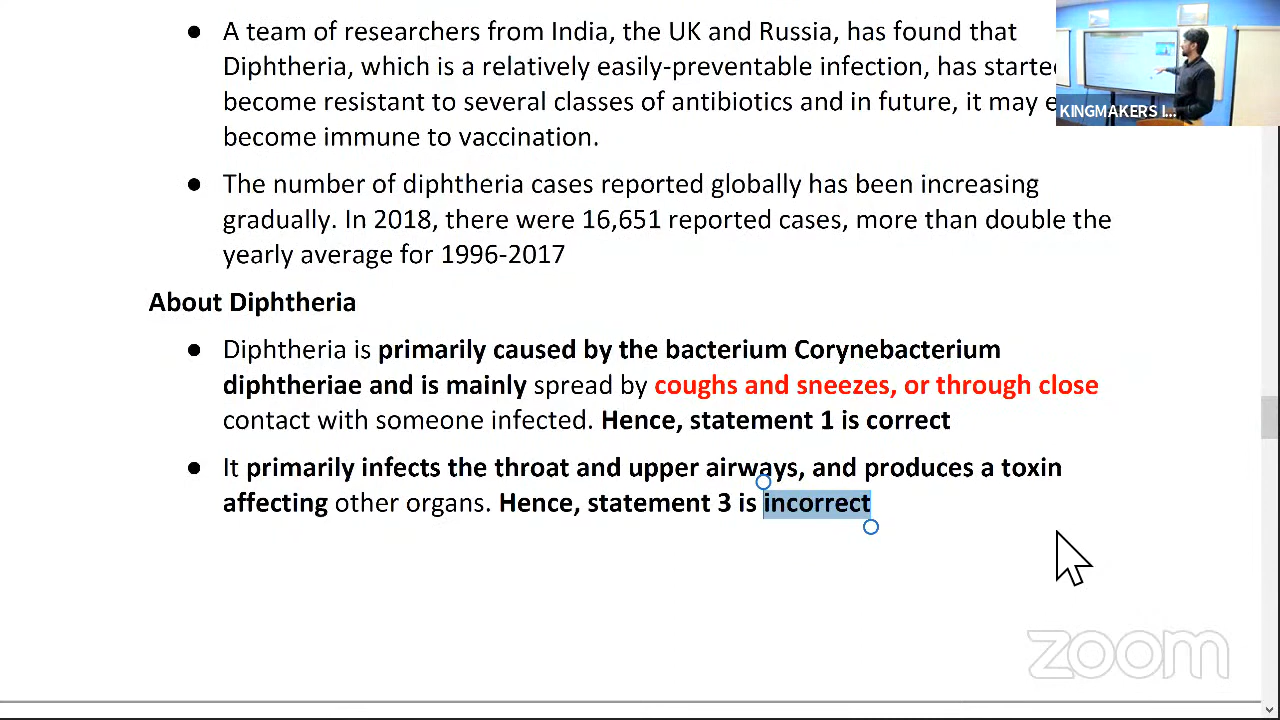 ● A team of researchers from India, the UK and Russia, has found that
Diphtheria, which is a relatively easily-preventable infection, has started
become resistant to several classes of antibiotics and in future, it may e
become immune to vaccination.
● The number of diphtheria cases reported globally has been increasing
gradually. In 2018, there were 16,651 reported cases, more than double the
yearly average for 1996-2017
About Diphtheria
● Diphtheria is primarily caused by the bacterium Corynebacterium
diphtheriae and is mainly spread by coughs and sneezes, or through close
contact with someone infected. Hence, statement 1 is correct
● It primarily infects the throat and upper airways, and produces a toxin
affecting other organs. Hence, statement 3 is incorrect
KINGMAKERS I...
zoom